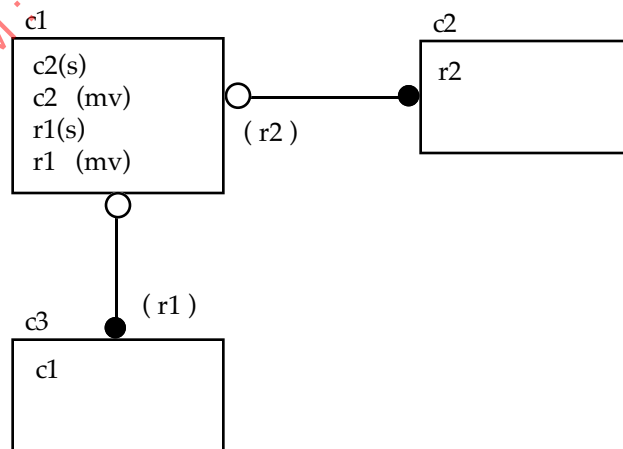 c1
c2(s)
c2 (mv)
r1(s)
r1 (mv)
c2
r2
( r2 )
( r1 )
c3
c1